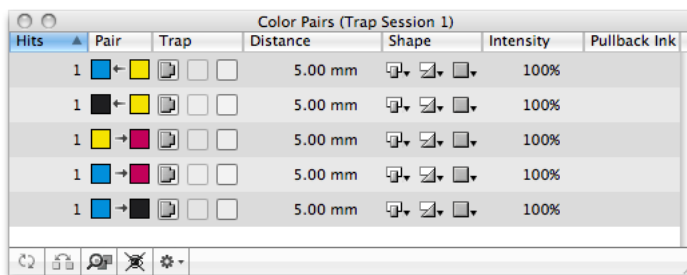 Color Pairs (Trap Session 1)
Hits Pair Trap Distance Shape Intensity Pullback Ink
1 5.00 mm 100%
1 5.00 mm 100%
1 5.00 mm 100%
1 5.00 mm 100%
1 5.00 mm 100%